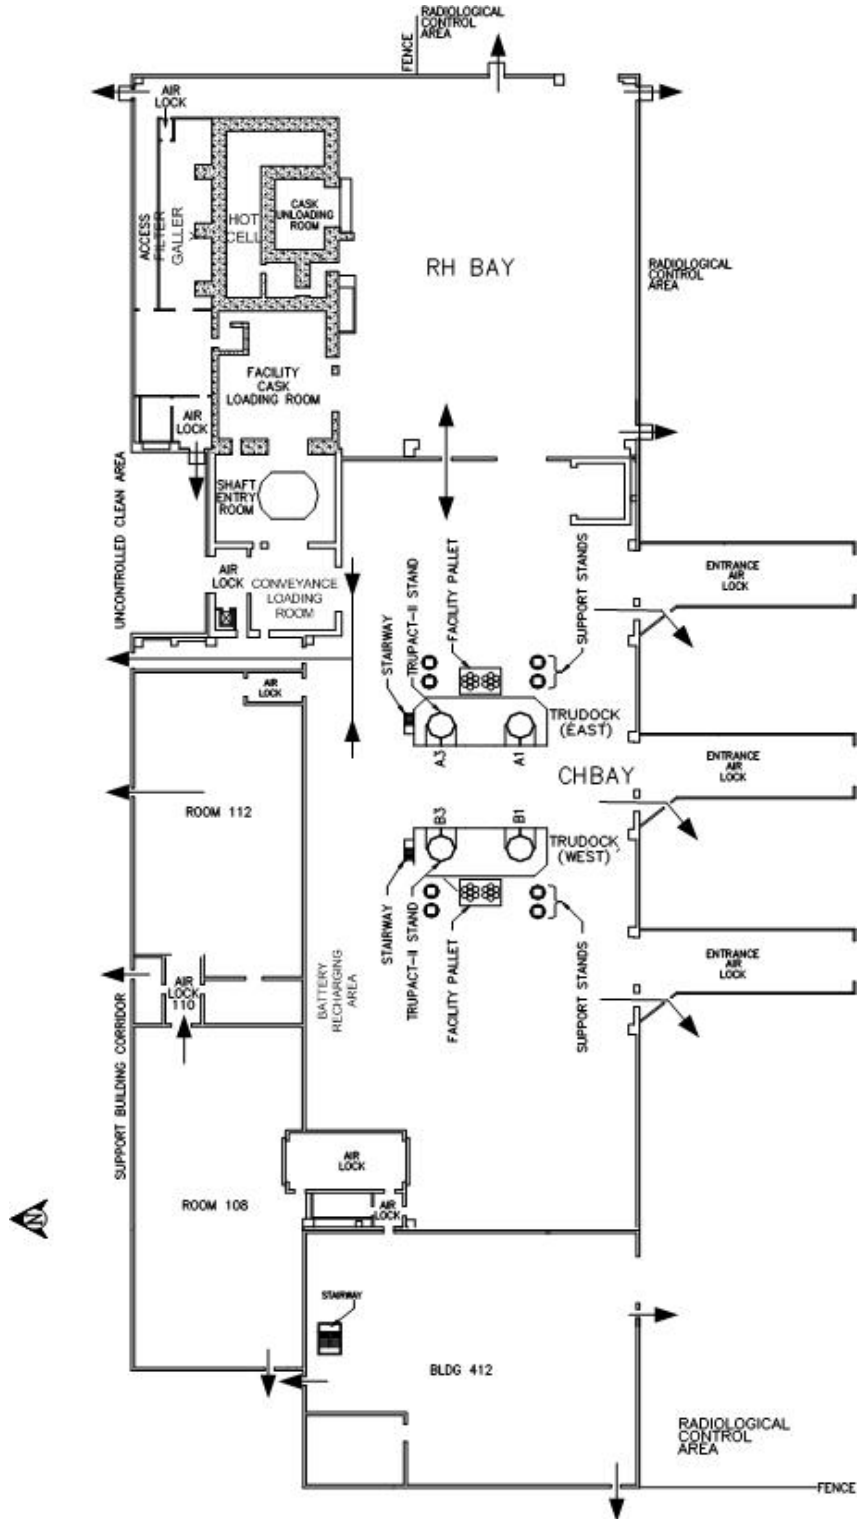 RADIOLOGICAL
CONTROL
AREA
FENCE
AIR
LOCK
ACCESS
FILTER
GALLER
Y
HOT
CELL
CASK
UNLOADING
ROOM
RH BAY
RADIOLOGICAL
CONTROL
AREA
FACILITY
CASK
LOADING ROOM
AIR
LOCK
UNCONTROLLED CLEAN AREA
SHAFT
ENTRY
ROOM
AIR
LOCK
CONVEYANCE
LOADING
ROOM
STAIRWAY
TRUPACT-II STAND
FACILITY PALLET
SUPPORT STANDS
ENTRANCE
AIR
LOCK
AIR
LOCK
A3
A1
TRUDOCK
(EAST)
CHBAY
ENTRANCE
AIR
LOCK
ROOM 112
B3
B1
TRUDOCK
(WEST)
STAIRWAY
TRUPACT-II STAND
FACILITY PALLET
SUPPORT STANDS
BATTERY
RECHARGING
AREA
ENTRANCE
AIR
LOCK
AIR
LOCK
110
SUPPORT BUILDING CORRIDOR
AIR
LOCK
AIR
LOCK
ROOM 108
N
STAIRWAY
BLDG 412
RADIOLOGICAL
CONTROL
AREA
FENCE